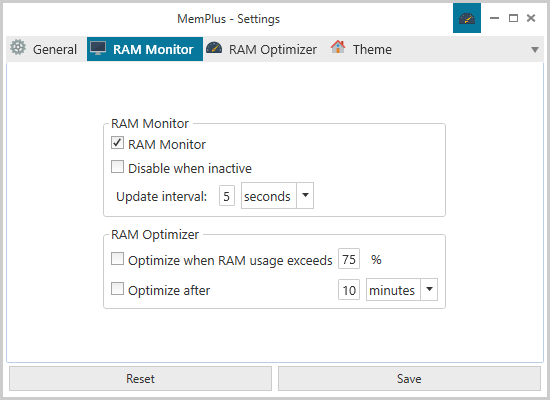 MemPlus - Settings
General RAM Monitor RAM Optimizer Theme
RAM Monitor
RAM Monitor
Disable when inactive
Update interval: 5 seconds
RAM Optimizer
Optimize when RAM usage exceeds 75 %
Optimize after 10 minutes
Reset Save